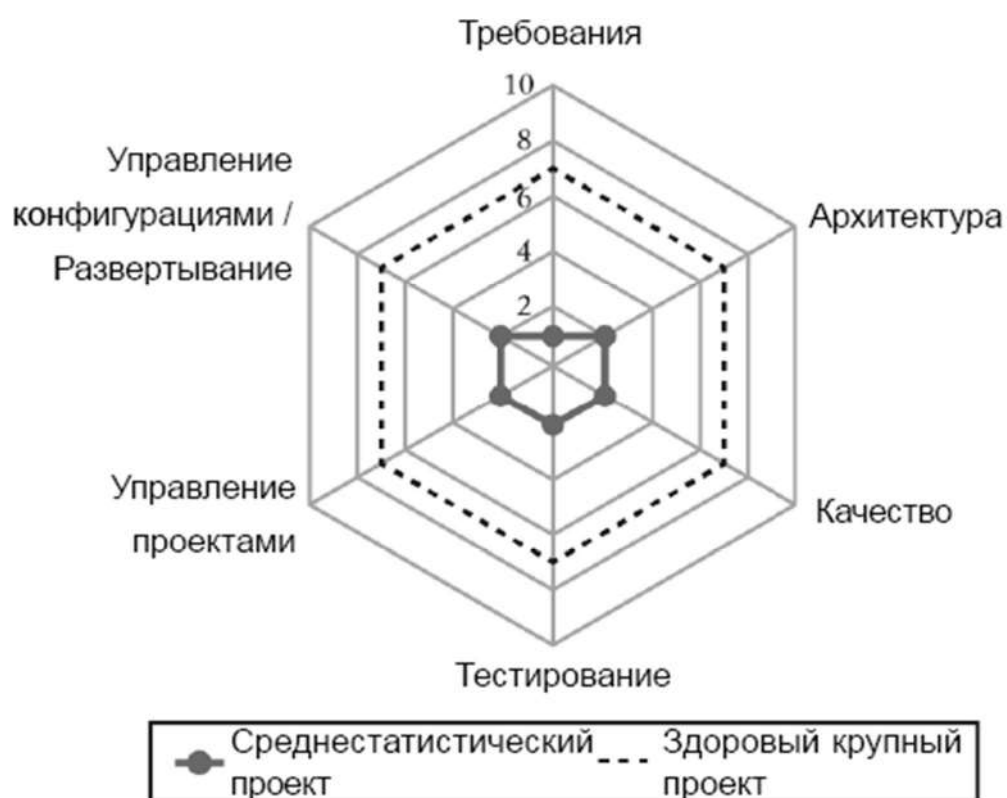 Требования
10
8
6
4
2
Управление
конфигурациями /
Развертывание
Архитектура
Управление
проектами
Качество
Тестирование
Среднестатистический
проект
Здоровый крупный
проект